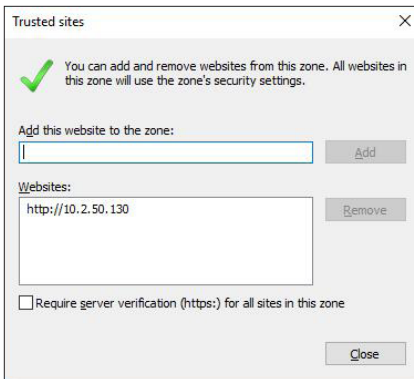 Trusted sites
You can add and remove websites from this zone. All websites in
this zone will use the zone's security settings.
Add this website to the zone:
Add
Websites:
http://10.2.50.130
Remove
Require server verification (https:) for all sites in this zone
Close